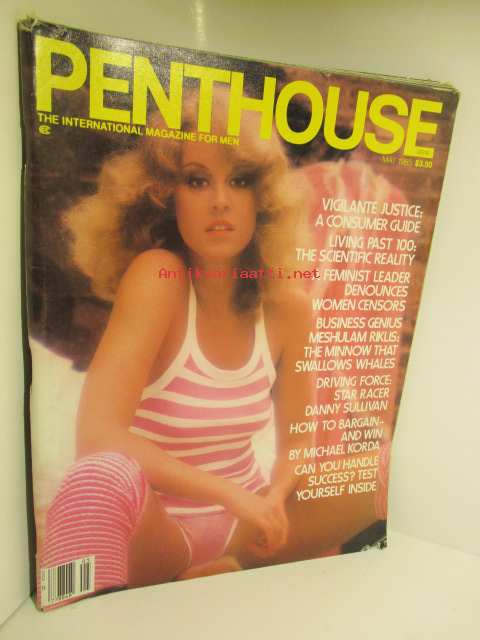 PENTHOUSE
THE INTERNATIONAL MAGAZINE FOR MEN
MAY 1985 $3.50
VIGILANTE JUSTICE:
A CONSUMER GUIDE
LIVING PAST 100:
THE SCIENTIFIC REALITY
Antikvariaatti.net
FEMINIST LEADER
DENOUNCES
WOMEN CENSORS
BUSINESS GENIUS
MESHULAM RIKLIS:
THE MINNOW THAT
SWALLOWS WHALES
DRIVING FORCE:
STAR RACER
DANNY SULLIVAN
HOW TO BARGAIN–
AND WIN
BY MICHAEL KORDA
CAN YOU HANDLE
SUCCESS? TEST
YOURSELF INSIDE